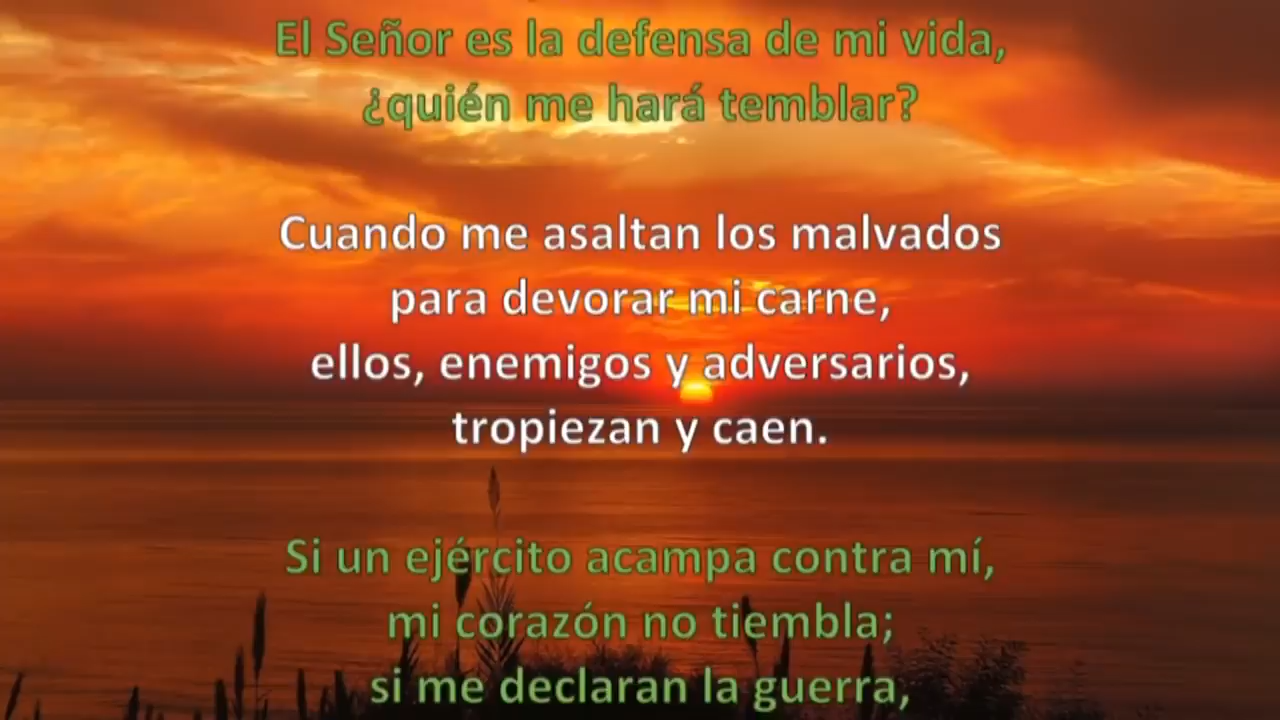 El Señor es la defensa de mi vida,
¿quién me hará temblar?
Cuando me asaltan los malvados
para devorar mi carne,
ellos, enemigos y adversarios,
tropiezan y caen.
Si un ejército acampa contra mí,
mi corazón no tiembla;
si me declaran la guerra,